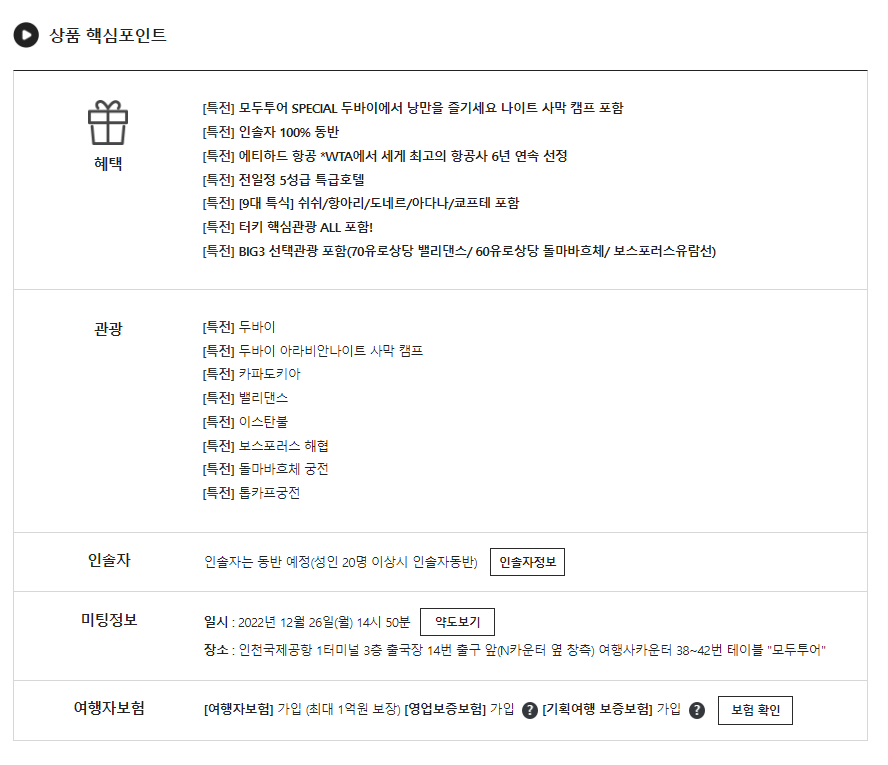 상품 핵심포인트
혜택
[특전] 모두투어 SPECIAL 두바이에서 낭만을 즐기세요 나이트 사막 캠프 포함
[특전] 인솔자 100% 동반
[특전] 에티하드 항공 *WTA에서 세게 최고의 항공사 6년 연속 선정
[특전] 전일정 5성급 특급호텔
[특전] [9대 특식] 쉬쉬/항아리/도네르/아다나/쿄프테 포함
[특전] 터키 핵심관광 ALL 포함!
[특전] BIG3 선택관광 포함(70유로상당 밸리댄스/ 60유로상당 돌마바흐체/ 보스포러스유람선)
관광
[특전] 두바이
[특전] 두바이 아라비안나이트 사막 캠프
[특전] 카파도키아
[특전] 밸리댄스
[특전] 이스탄불
[특전] 보스포러스 해협
[특전] 돌마바흐체 궁전
[특전] 톱카프궁전
인솔자
인솔자는 동반 예정(성인 20명 이상시 인솔자동반) 인솔자정보
미팅정보
일시 : 2022년 12월 26일(월) 14시 50분 약도보기
장소 : 인천국제공항 1터미널 3층 출국장 14번 출구 앞(N카운터 옆 창측) 여행사카운터 38~42번 테이블 "모두투어"
여행자보험
[여행자보험] 가입 (최대 1억원 보장) [영업보증보험] 가입 ? [기획여행 보증보험] 가입 ? 보험 확인